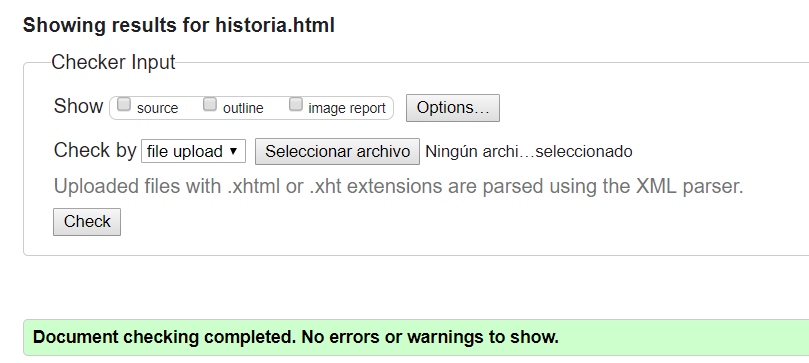 Showing results for historia.html
Checker Input
Show source outline image report Options...
Check by file upload Seleccionar archivo Ningún archi...seleccionado
Uploaded files with .xhtml or .xht extensions are parsed using the XML parser.
Check
Document checking completed. No errors or warnings to show.